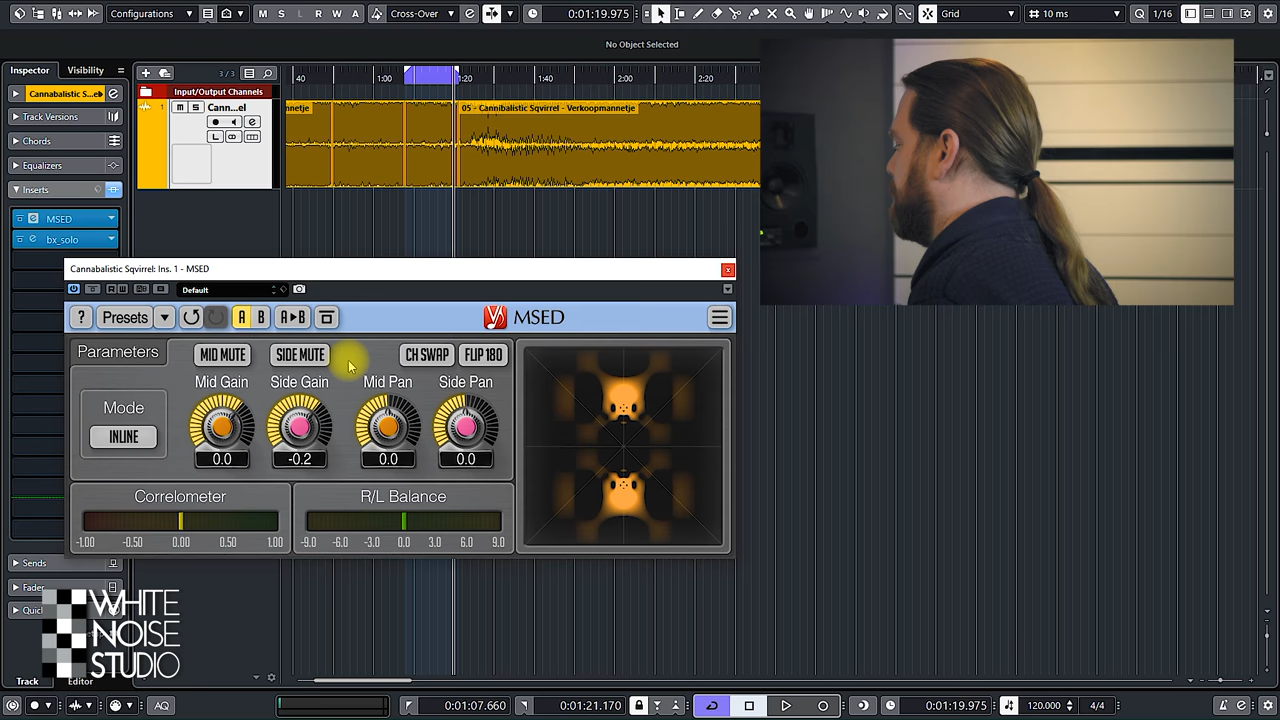 Configurations
M S L R W A
Cross-Over
0:01:19.975
Grid
10 ms
Q 1/16
No Object Selected
Inspector
Visibility
3/3
40
1:00
1:20
1:40
2:00
2:20
Cannabalistic S...e
Input/Output Channels
1
m S
Cann...el
nnetje
05 - Cannibalistic Sqvirrel - Verkoopmannetje
Track Versions
Chords
Equalizers
Inserts
MSED
bx_solo
Cannabalistic Sqvirrel: Ins. 1 - MSED
Default
?
Presets
A B
A▸B
MSED
Parameters
MID MUTE
SIDE MUTE
CH SWAP
FLIP 180
Mid Gain
Side Gain
Mid Pan
Side Pan
Mode
INLINE
0.0
-0.2
0.0
0.0
Correlometer
R/L Balance
-1.00 -0.50 0.00 0.50 1.00
-9.0 -6.0 -3.0 0.0 3.0 6.0 9.0
Sends
Fader
WHITE
NOISE
STUDIO
Track
Editor
AQ
0:01:07.660
0:01:21.170
0:01:19.975
120.000
4/4